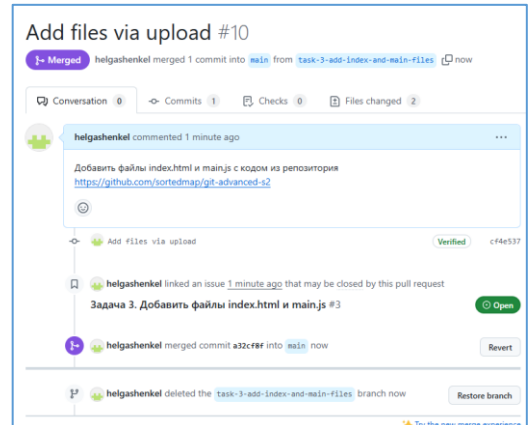 Add files via upload #10
Merged helgashenkel merged 1 commit into main from task-3-add-index-and-main-files now
Conversation 0 Commits 1 Checks 0 Files changed 2
helgashenkel commented 1 minute ago ...
Добавить файлы index.html и main.js с кодом из репозитория
https://github.com/sortedmap/git-advanced-s2
Add files via upload Verified cf4e537
helgashenkel linked an issue 1 minute ago that may be closed by this pull request
Задача 3. Добавить файлы index.html и main.js #3 Open
helgashenkel merged commit a32cf8f into main now Revert
helgashenkel deleted the task-3-add-index-and-main-files branch now Restore branch
Try the new merge experience